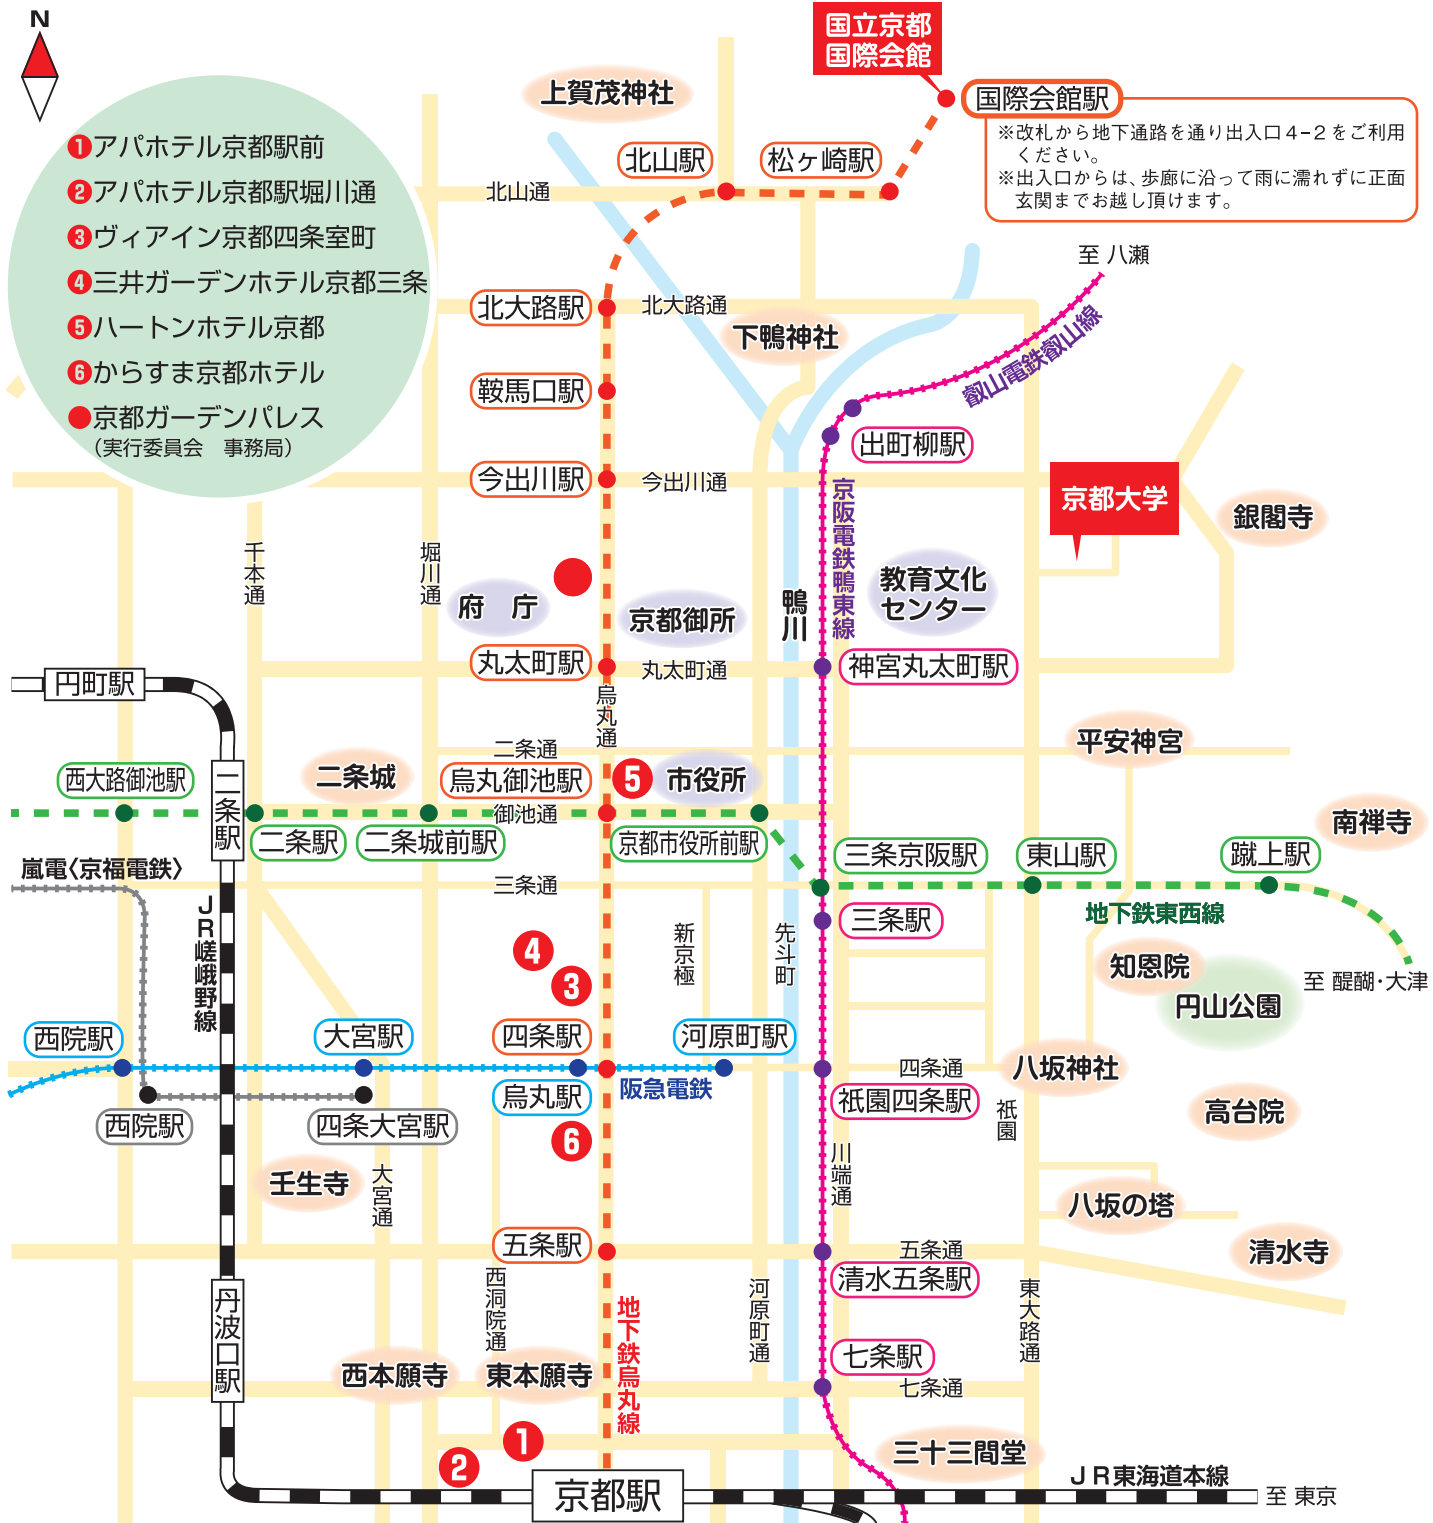 N
国立京都
国際会館
国際会館駅
※改札から地下通路を通り出入口4−2をご利用
ください。
※出入口からは、歩廊に沿って雨に濡れずに正面
玄関までお越し頂けます。
上賀茂神社
❶アパホテル京都駅前
❷アパホテル京都駅堀川通
❸ヴィアイン京都四条室町
❹三井ガーデンホテル京都三条
❺ハートンホテル京都
❻からすま京都ホテル
●京都ガーデンパレス
（実行委員会　事務局）
北山駅
松ヶ崎駅
北山通
至 八瀬
北大路駅
北大路通
下鴨神社
叡山電鉄叡山線
鞍馬口駅
出町柳駅
今出川駅
今出川通
京都大学
銀閣寺
京阪電鉄鴨東線
千本通
堀川通
府　庁
京都御所
鴨川
教育文化
センター
丸太町駅
丸太町通
神宮丸太町駅
円町駅
烏丸通
二条通
平安神宮
西大路御池駅
二条駅
二条城
烏丸御池駅
5
市役所
御池通
南禅寺
二条駅
二条城前駅
京都市役所前駅
三条京阪駅
東山駅
蹴上駅
嵐電〈京福電鉄〉
三条通
地下鉄東西線
JR嵯峨野線
新京極
先斗町
三条駅
4
3
知恩院
至 醍醐・大津
円山公園
西院駅
大宮駅
四条駅
河原町駅
四条通
八坂神社
烏丸駅
阪急電鉄
祇園四条駅
祇園
高台院
西院駅
四条大宮駅
6
川端通
壬生寺
大宮通
八坂の塔
五条駅
五条通
清水寺
西洞院通
清水五条駅
丹波口駅
地下鉄烏丸線
河原町通
東大路通
七条駅
西本願寺
東本願寺
七条通
1
2
三十三間堂
京都駅
JR東海道本線
至 東京